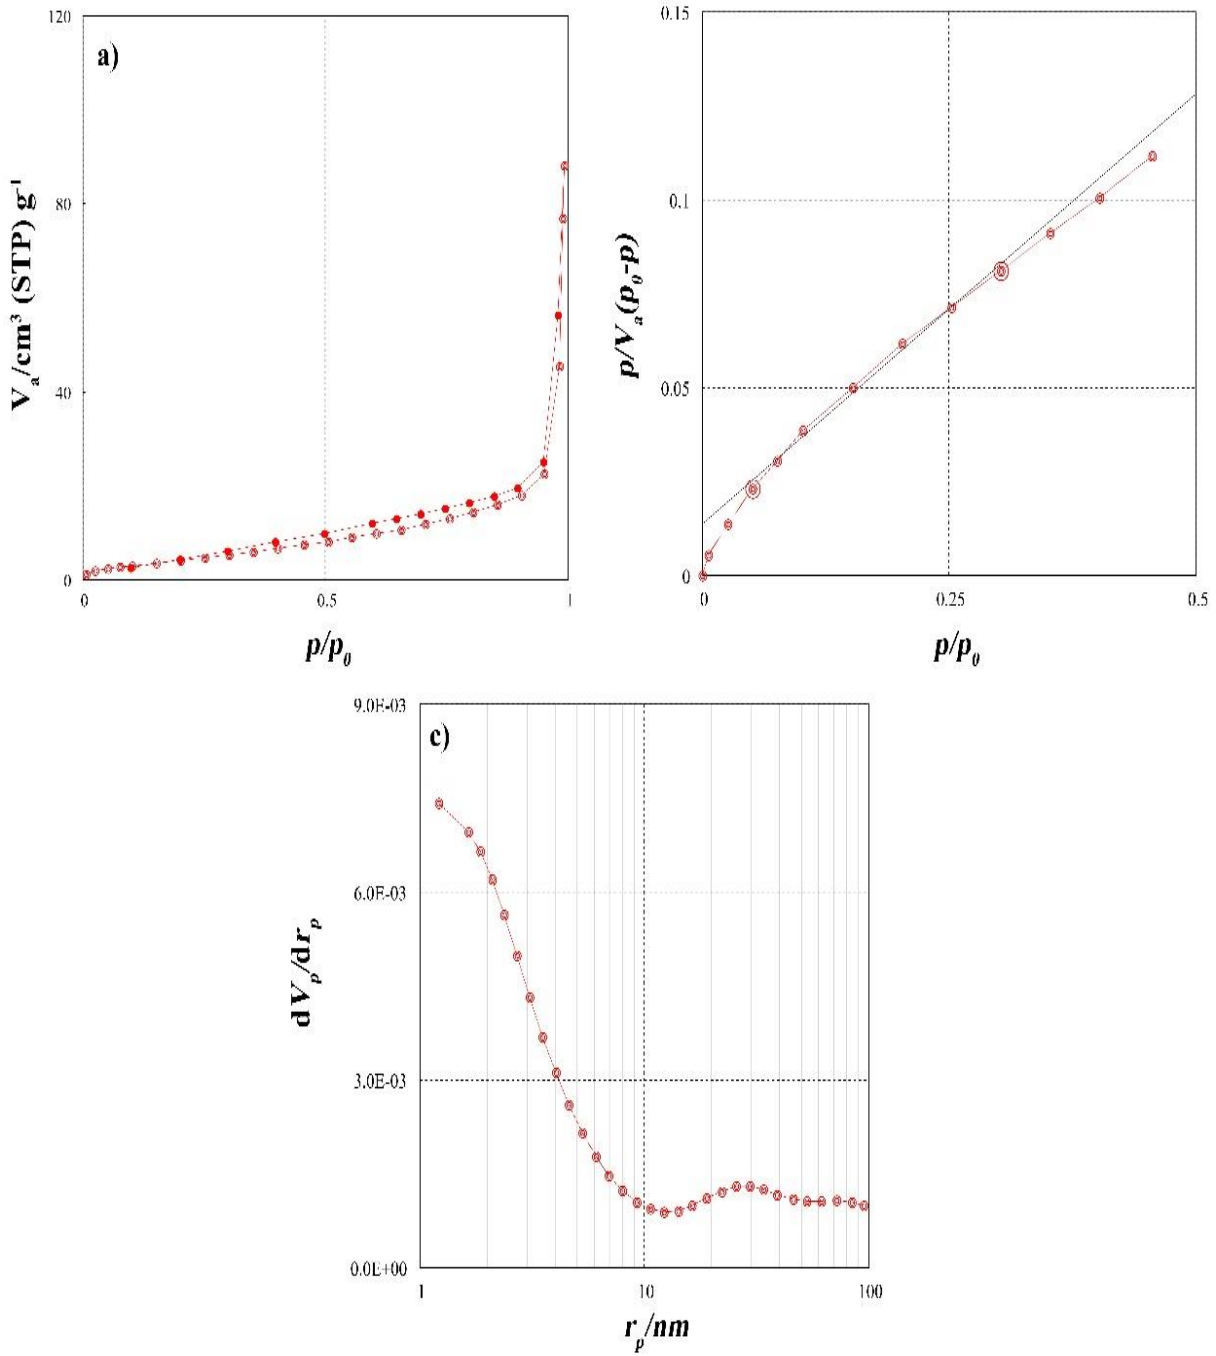 a)
120
80
40
0
0
0.5
1
V_a/cm³ (STP) g⁻¹
p/p₀
0.15
0.1
0.05
0
0
0.25
0.5
p/V_a(p₀-p)
p/p₀
c)
9.0E-03
6.0E-03
3.0E-03
0.0E+00
1
10
100
dV_p/dr_p
r_p/nm